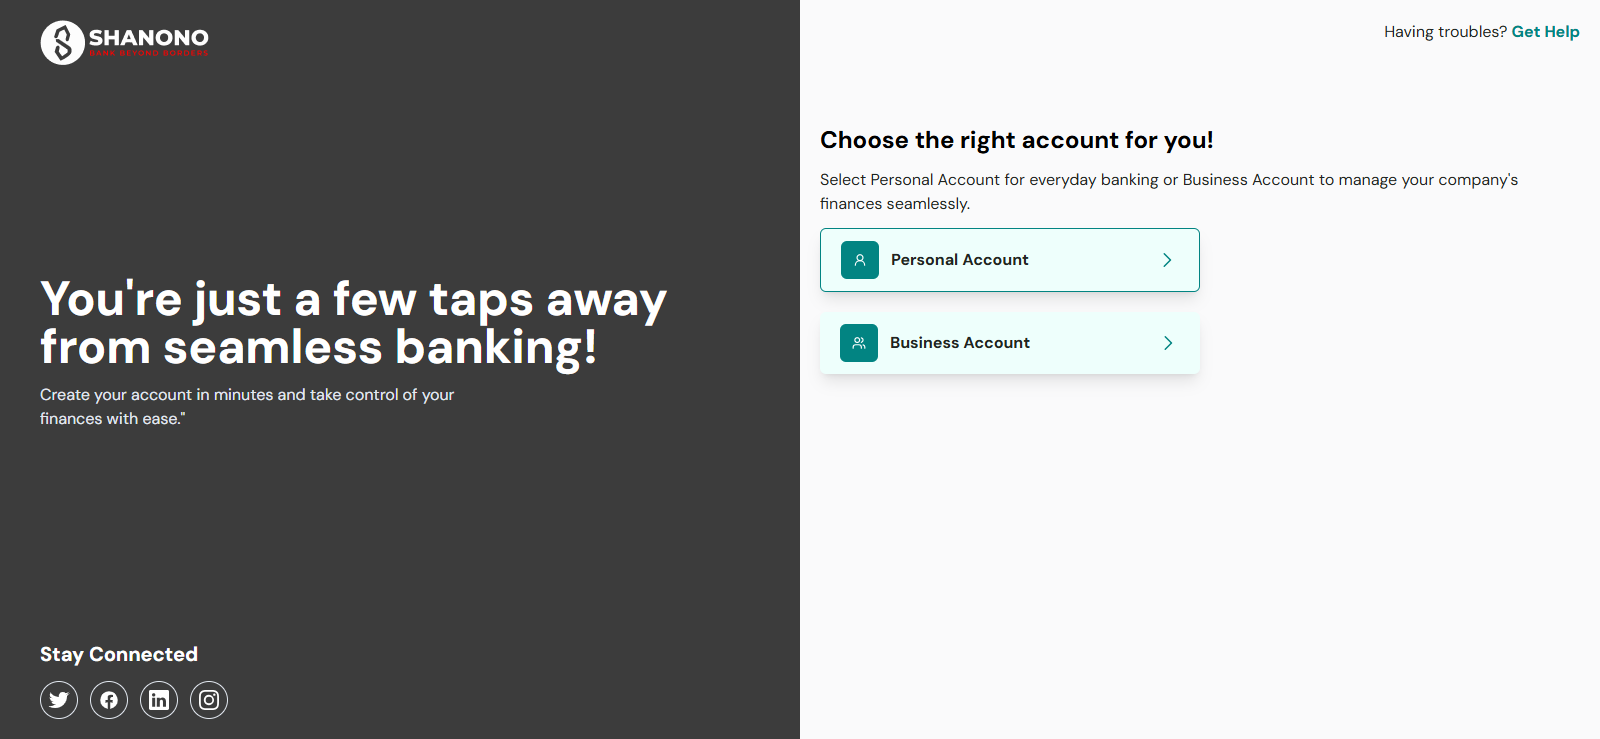 SHANONO
BANK BEYOND BORDERS
Having troubles? Get Help
You're just a few taps away
from seamless banking!
Create your account in minutes and take control of your
finances with ease."
Stay Connected
Choose the right account for you!
Select Personal Account for everyday banking or Business Account to manage your company's
finances seamlessly.
Personal Account
Business Account